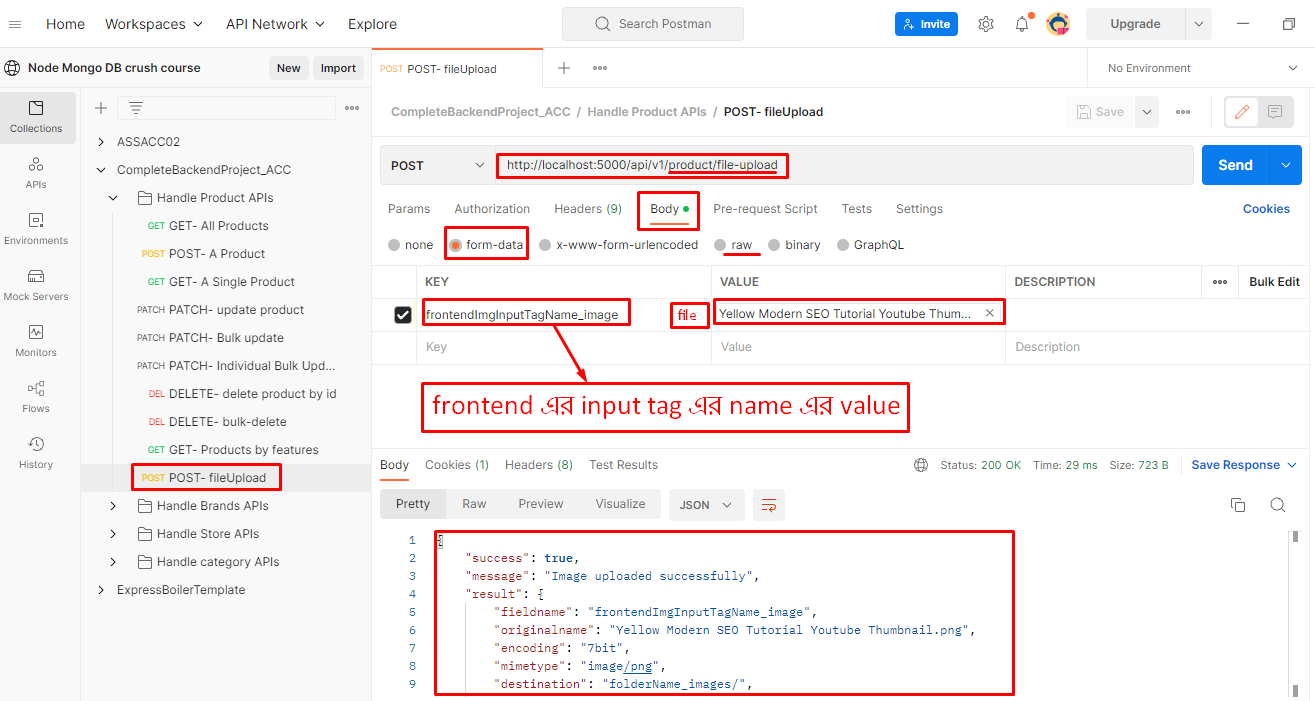 Home Workspaces API Network Explore Search Postman Invite Upgrade
Node Mongo DB crush course New Import POST POST- fileUpload No Environment
Collections
APIs
Environments
Mock Servers
Monitors
Flows
History
ASSACC02
CompleteBackendProject_ACC
Handle Product APIs
GET GET- All Products
POST POST- A Product
GET GET- A Single Product
PATCH PATCH- update product
PATCH PATCH- Bulk update
PATCH PATCH- Individual Bulk Upd...
DEL DELETE- delete product by id
DEL DELETE- bulk-delete
GET GET- Products by features
POST POST- fileUpload
Handle Brands APIs
Handle Store APIs
Handle category APIs
ExpressBoilerTemplate
CompleteBackendProject_ACC / Handle Product APIs / POST- fileUpload Save
POST http://localhost:5000/api/v1/product/file-upload Send
Params Authorization Headers (9) Body Pre-request Script Tests Settings Cookies
none form-data x-www-form-urlencoded raw binary GraphQL
KEY VALUE DESCRIPTION Bulk Edit
frontendImgInputTagName_image file Yellow Modern SEO Tutorial Youtube Thum...
Key Value Description
frontend এর input tag এর name এর value
Body Cookies (1) Headers (8) Test Results Status: 200 OK Time: 29 ms Size: 723 B Save Response
Pretty Raw Preview Visualize JSON
1 {
2 "success": true,
3 "message": "Image uploaded successfully",
4 "result": {
5 "fieldname": "frontendImgInputTagName_image",
6 "originalname": "Yellow Modern SEO Tutorial Youtube Thumbnail.png",
7 "encoding": "7bit",
8 "mimetype": "image/png",
9 "destination": "folderName_images/",